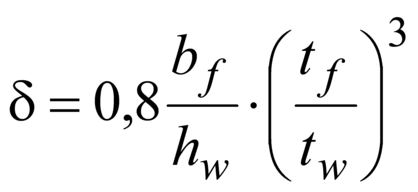 δ = 0,8 b_f / h_w · (t_f / t_w)^3